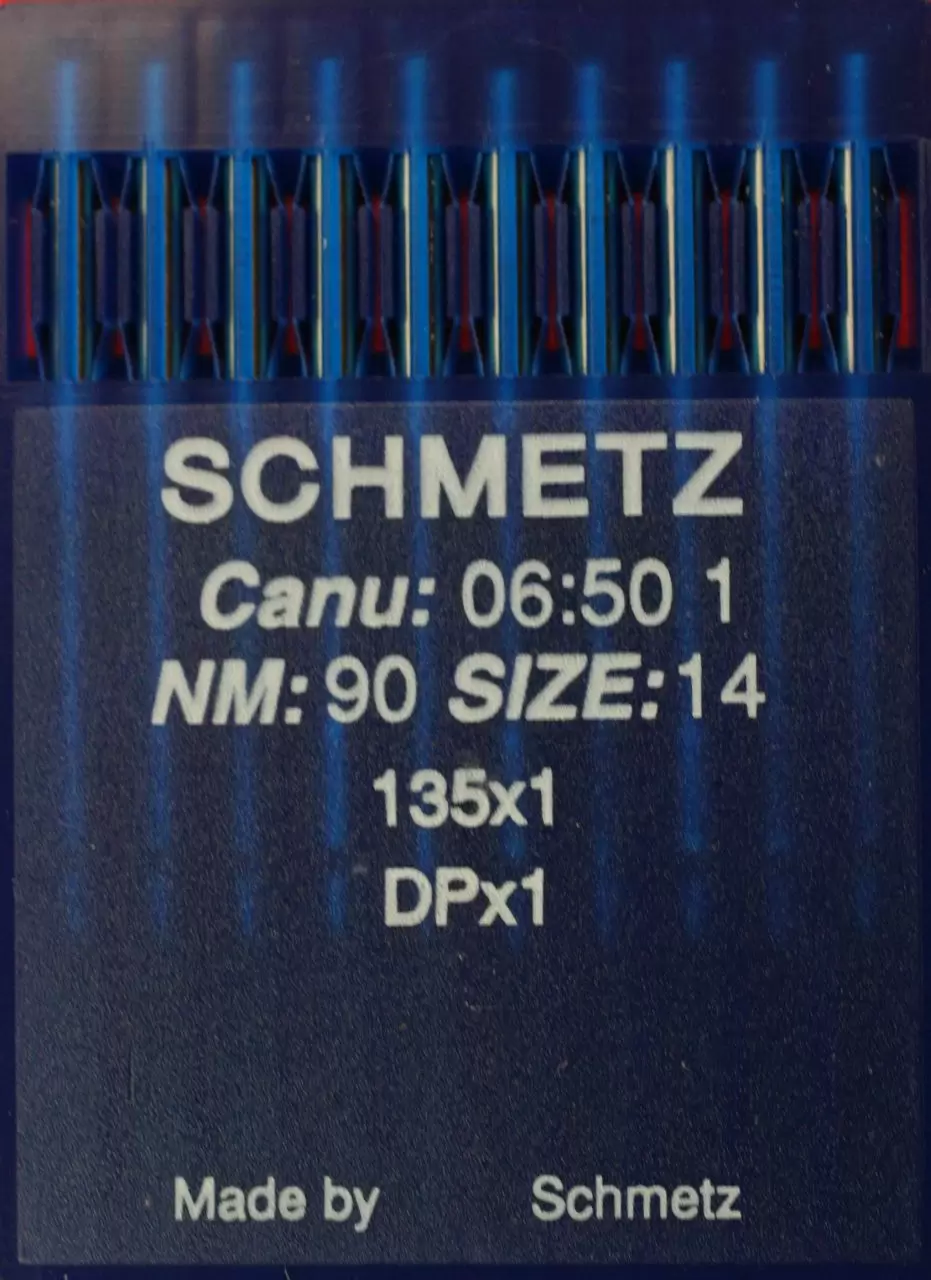 SCHMETZ
Canu: 06:50 1
NM: 90 SIZE: 14
135x1
DPx1
Made by Schmetz